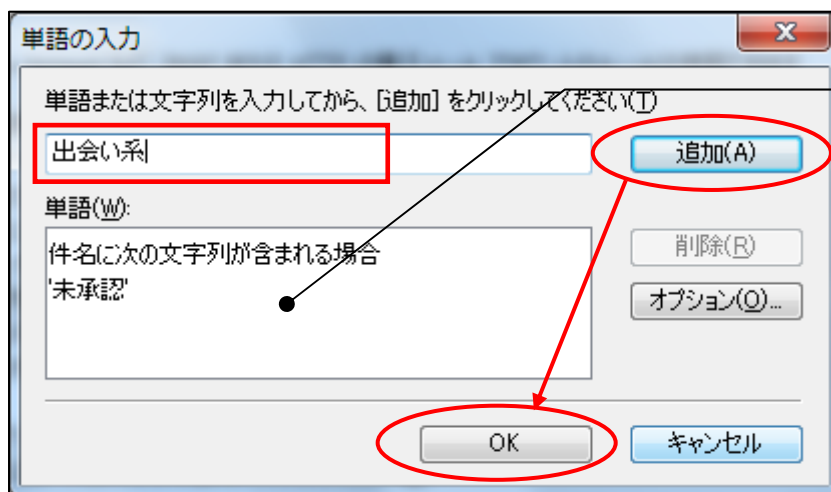 単語の入力
単語または文字列を入力してから、[追加] をクリックしてください(T)
出会い系
追加(A)
単語(W):
件名に次の文字列が含まれる場合
'未承認'
削除(R)
オプション(O)...
OK
キャンセル